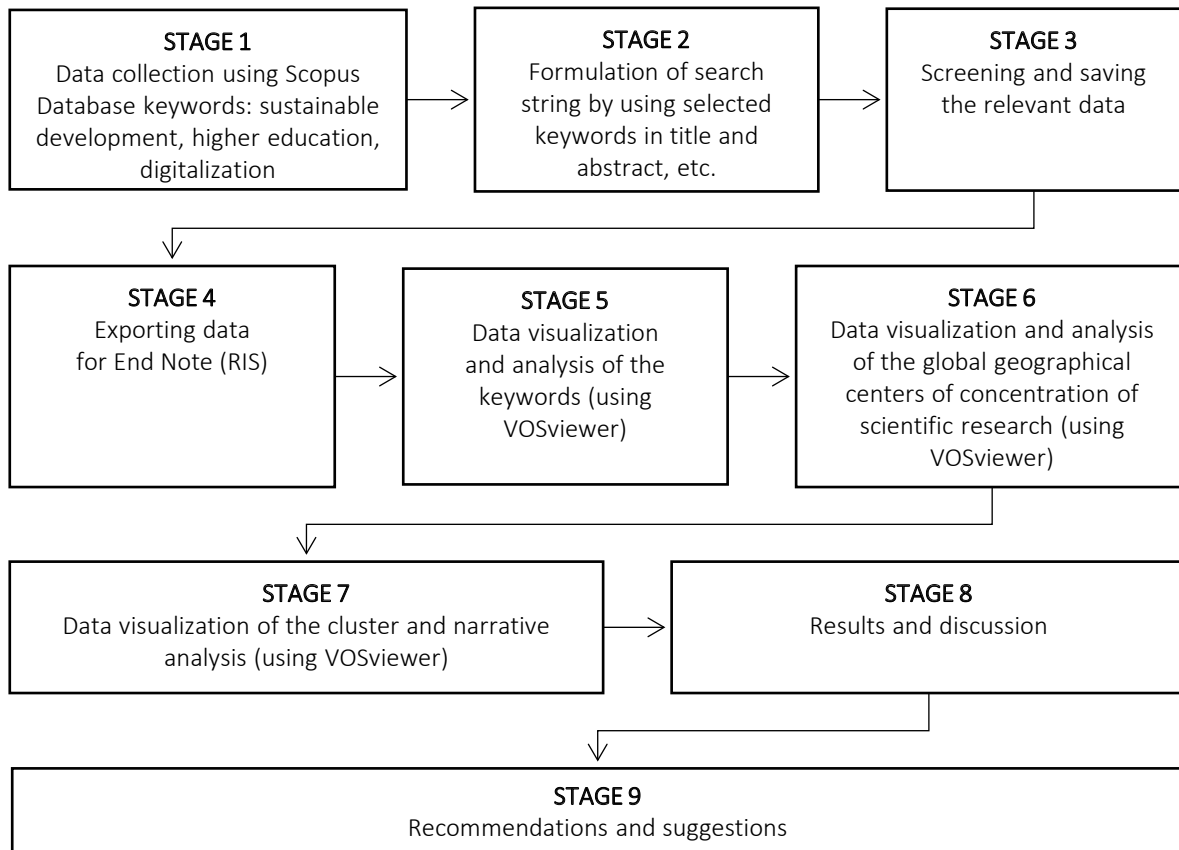 STAGE 1
Data collection using Scopus
Database keywords: sustainable
development, higher education,
digitalization
STAGE 2
Formulation of search
string by using selected
keywords in title and
abstract, etc.
STAGE 3
Screening and saving
the relevant data
STAGE 4
Exporting data
for End Note (RIS)
STAGE 5
Data visualization
and analysis of the
keywords (using
VOSviewer)
STAGE 6
Data visualization and analysis
of the global geographical
centers of concentration of
scientific research (using
VOSviewer)
STAGE 7
Data visualization of the cluster and narrative
analysis (using VOSviewer)
STAGE 8
Results and discussion
STAGE 9
Recommendations and suggestions